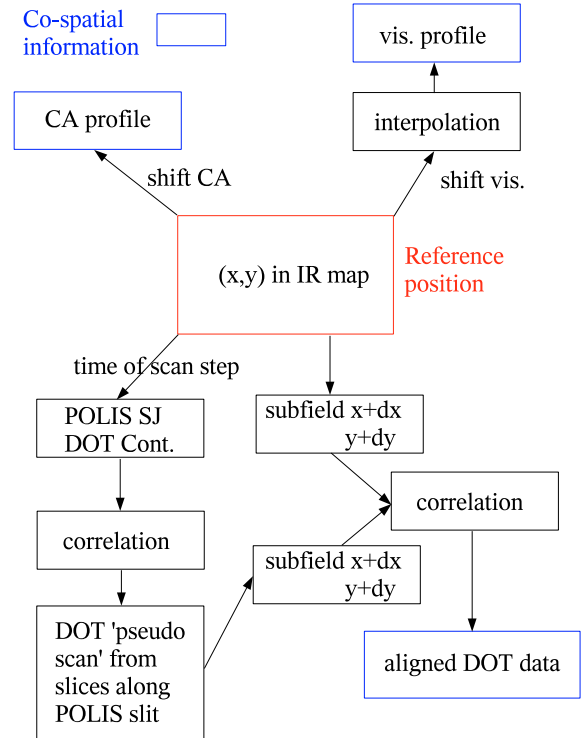 Co-spatial
information
vis. profile
CA profile
interpolation
shift CA
shift vis.
(x,y) in IR map
Reference
position
time of scan step
POLIS SJ
DOT Cont.
subfield x+dx
y+dy
correlation
correlation
subfield x+dx
y+dy
DOT 'pseudo
scan' from
slices along
POLIS slit
aligned DOT data